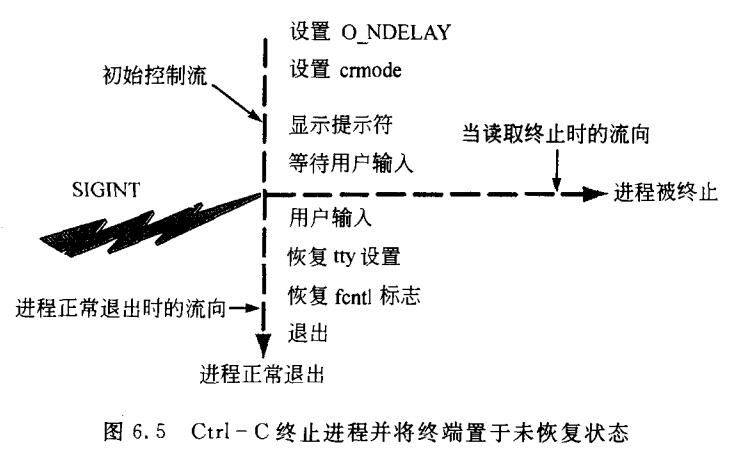 设置 O_NDELAY
设置 crmode
初始控制流
显示提示符
当读取终止时的流向
等待用户输入
SIGINT
进程被终止
用户输入
恢复 tty 设置
恢复 fcntl 标志
进程正常退出时的流向
退出
进程正常退出
图 6.5 Ctrl-C 终止进程并将终端置于未恢复状态